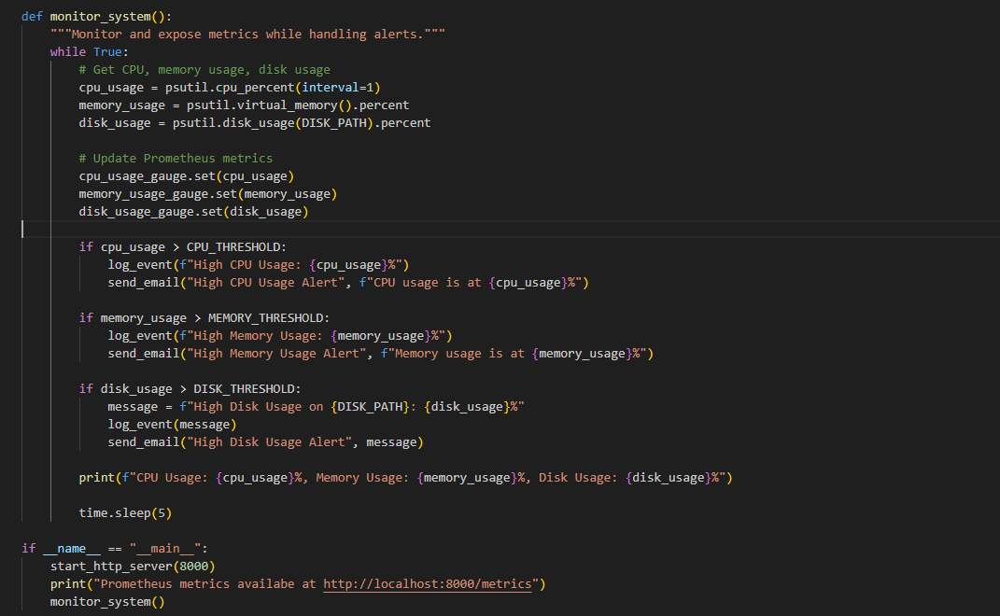 def monitor_system():
    """Monitor and expose metrics while handling alerts."""
    while True:
        # Get CPU, memory usage, disk usage
        cpu_usage = psutil.cpu_percent(interval=1)
        memory_usage = psutil.virtual_memory().percent
        disk_usage = psutil.disk_usage(DISK_PATH).percent

        # Update Prometheus metrics
        cpu_usage_gauge.set(cpu_usage)
        memory_usage_gauge.set(memory_usage)
        disk_usage_gauge.set(disk_usage)

        if cpu_usage > CPU_THRESHOLD:
            log_event(f"High CPU Usage: {cpu_usage}%")
            send_email("High CPU Usage Alert", f"CPU usage is at {cpu_usage}%")

        if memory_usage > MEMORY_THRESHOLD:
            log_event(f"High Memory Usage: {memory_usage}%")
            send_email("High Memory Usage Alert", f"Memory usage is at {memory_usage}%")

        if disk_usage > DISK_THRESHOLD:
            message = f"High Disk Usage on {DISK_PATH}: {disk_usage}%"
            log_event(message)
            send_email("High Disk Usage Alert", message)

        print(f"CPU Usage: {cpu_usage}%, Memory Usage: {memory_usage}%, Disk Usage: {disk_usage}%")

        time.sleep(5)

if __name__ == "__main__":
    start_http_server(8000)
    print("Prometheus metrics availabe at http://localhost:8000/metrics")
    monitor_system()